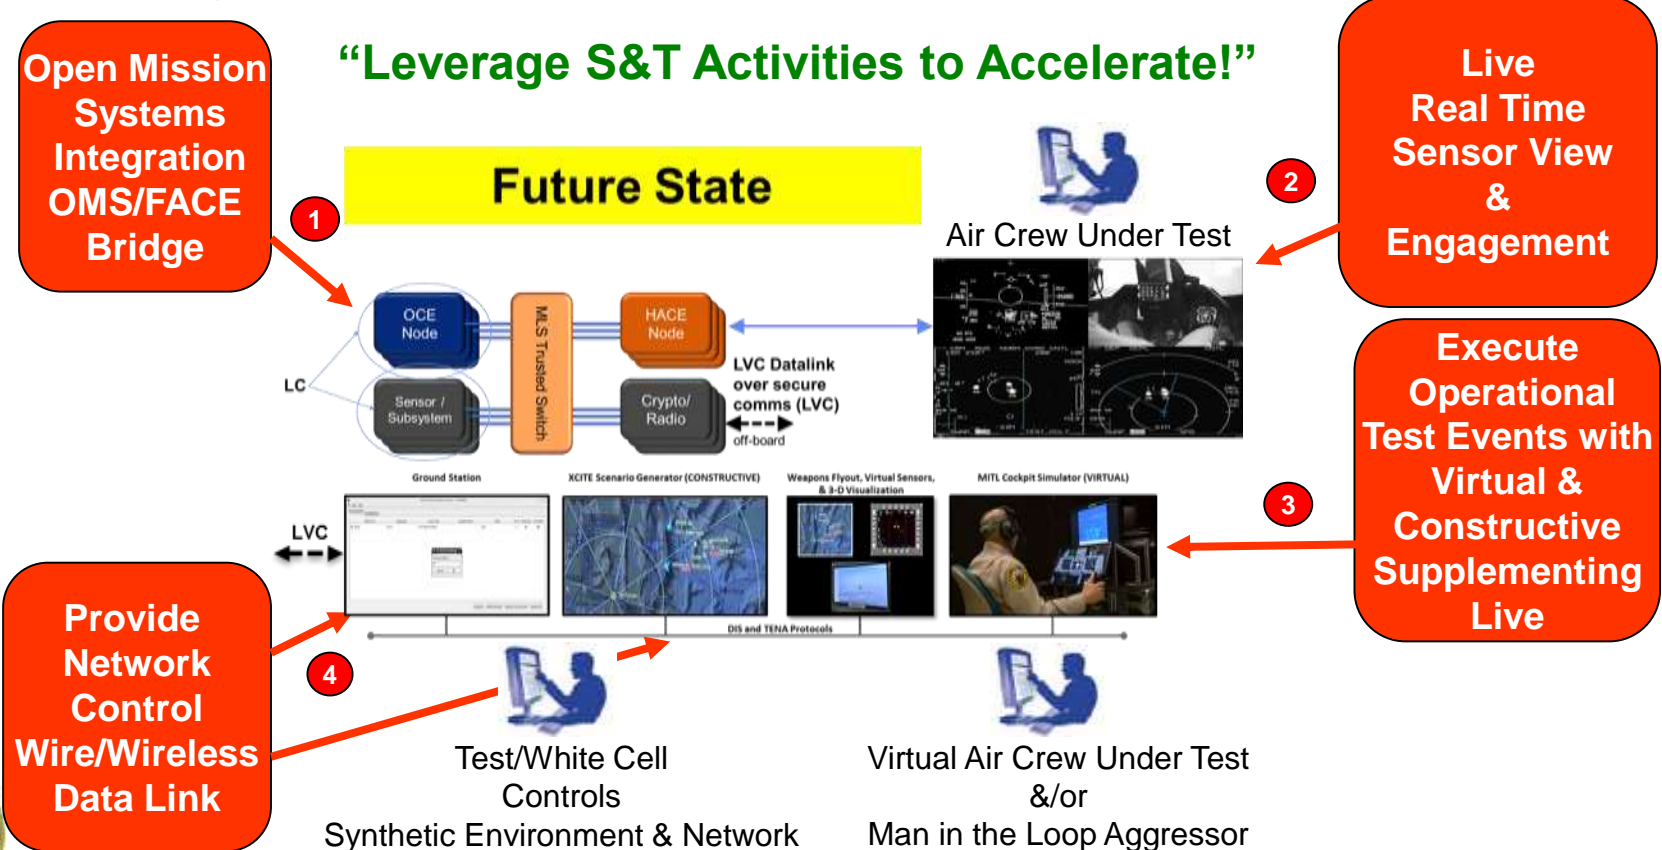 “Leverage S&T Activities to Accelerate!”
Open Mission
Systems
Integration
OMS/FACE
Bridge
1
Future State
Air Crew Under Test
2
Live
Real Time
Sensor View
&
Engagement
OCE
Node
MLS Trusted Switch
HACE
Node
LC
Sensor /
Subsystem
Crypto/
Radio
LVC Datalink
over secure
comms (LVC)
off-board
Execute
Operational
Test Events with
Virtual &
Constructive
Supplementing
Live
3
Ground Station
XCITE Scenario Generator (CONSTRUCTIVE)
Weapons Flyout, Virtual Sensors,
& 3-D Visualization
MITL Cockpit Simulator (VIRTUAL)
LVC
DIS and TENA Protocols
Provide
Network
Control
Wire/Wireless
Data Link
4
Test/White Cell
Controls
Synthetic Environment & Network
Virtual Air Crew Under Test
&/or
Man in the Loop Aggressor